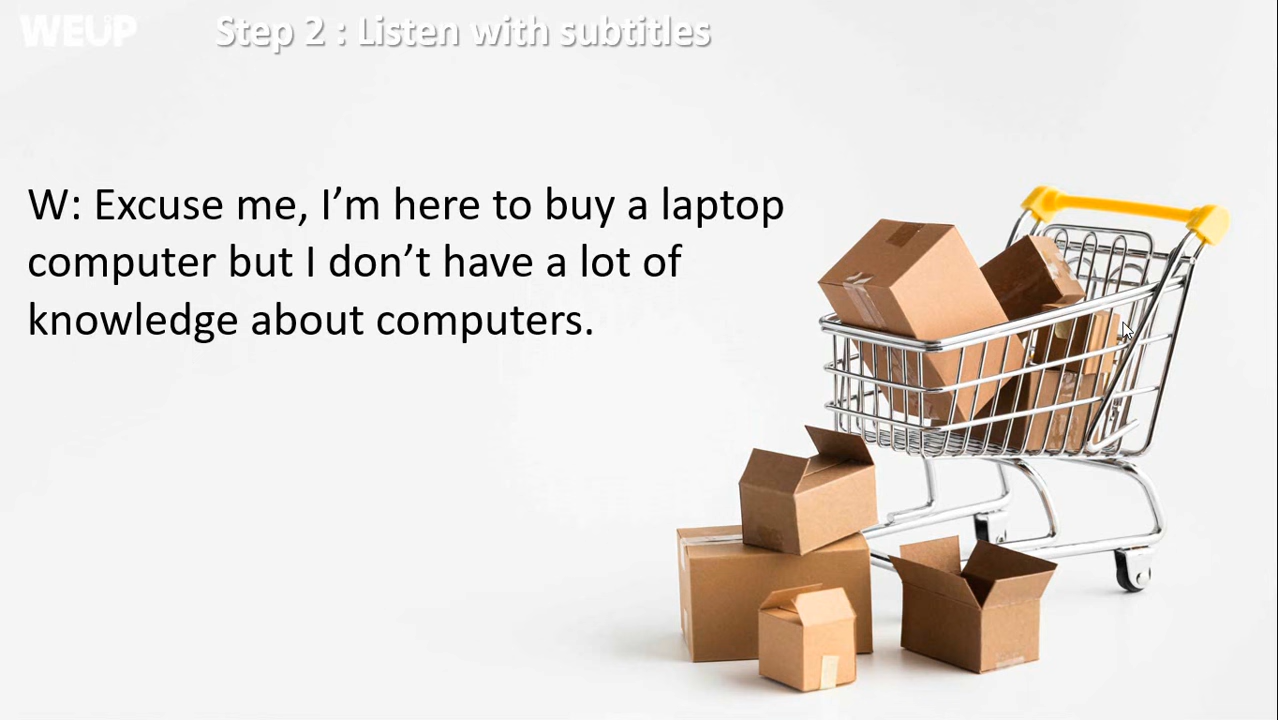 WEUP
Step 2 : Listen with subtitles
W: Excuse me, I’m here to buy a laptop
computer but I don’t have a lot of
knowledge about computers.